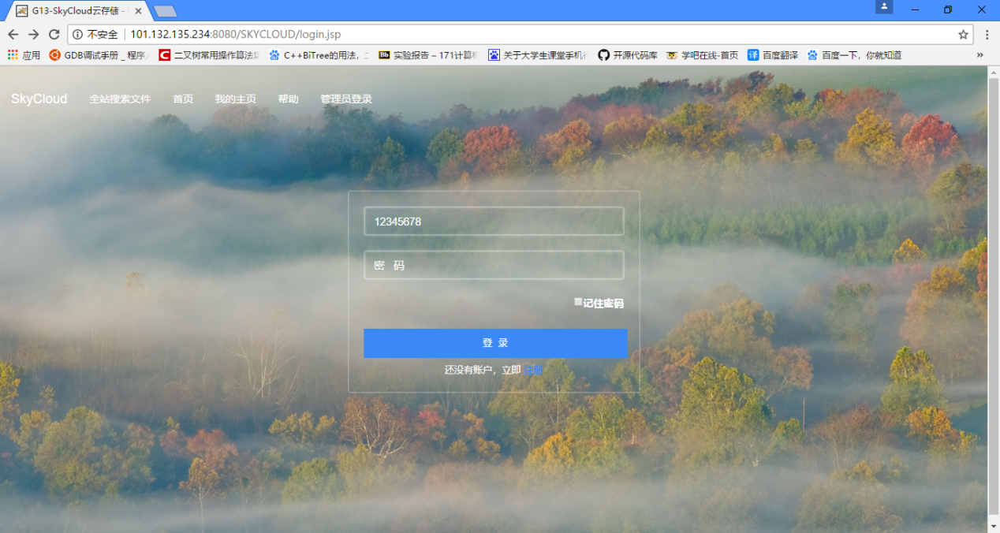 G13-SkyCloud云存储 -
不安全 101.132.135.234:8080/SKYCLOUD/login.jsp
应用 GDB调试手册 _ 程序 二叉树常用操作算法集 C++BiTree的用法, 实验报告 – 171计算机 关于大学生课堂手机行 开源代码库 学吧在线-首页 译 百度翻译 百度一下，你就知道 »
SkyCloud 全站搜索文件 首页 我的主页 帮助 管理员登录
12345678
密 码
记住密码
登 录
还没有账户，立即 注册